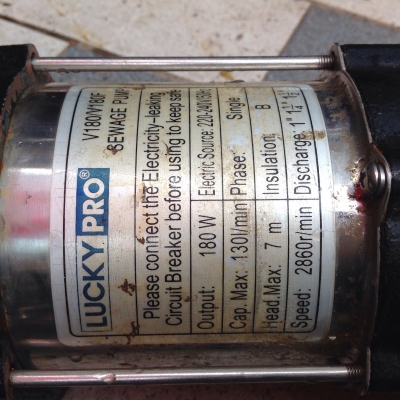 LUCKY PRO®
V180W180F
SEWAGE PUMP
Please connect the Electricity-leaking
Circuit Breaker before using to keep safe
Output: 180 W Electric Source: 220-240V/50Hz
Cap. Max: 130l/min Phase: Single
Head. Max: 7 m Insulation: B
Speed: 2860r/min Discharge: 1" 1¼" 1½"